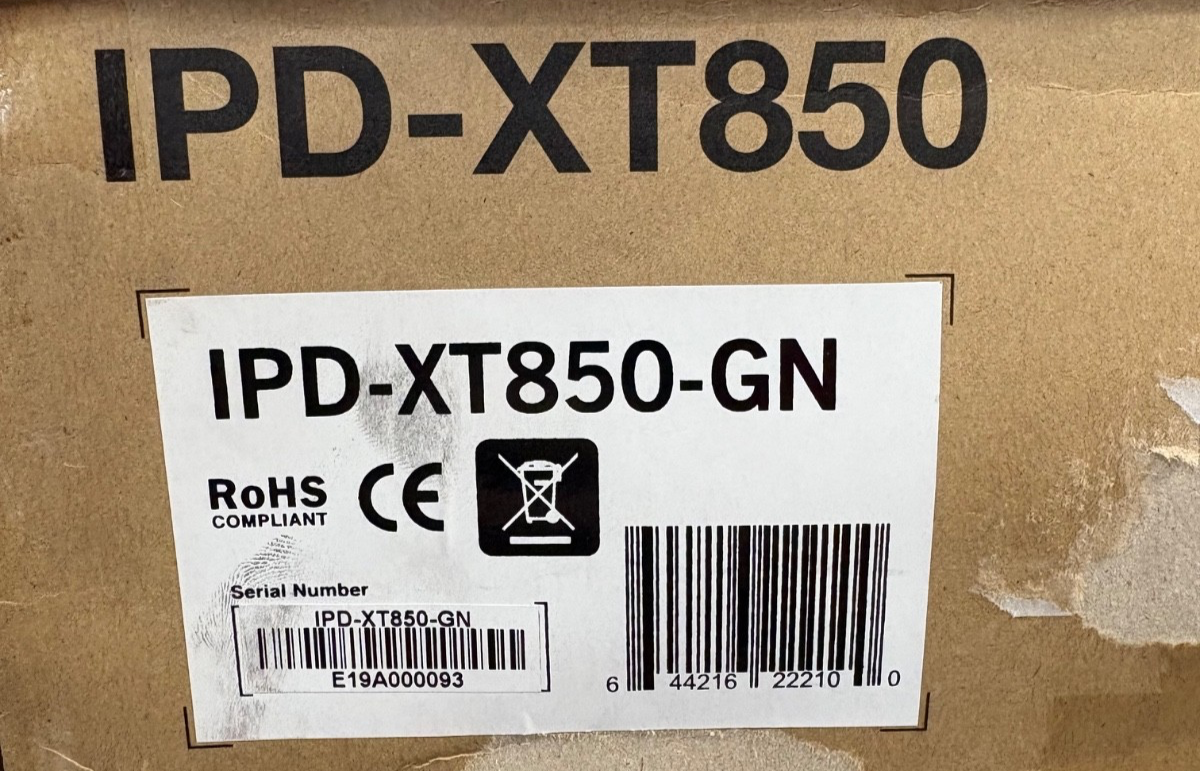 IPD-XT850
IPD-XT850-GN
RoHS
COMPLIANT
CE
Serial Number
IPD-XT850-GN
E19A000093
6 44216 22210 0